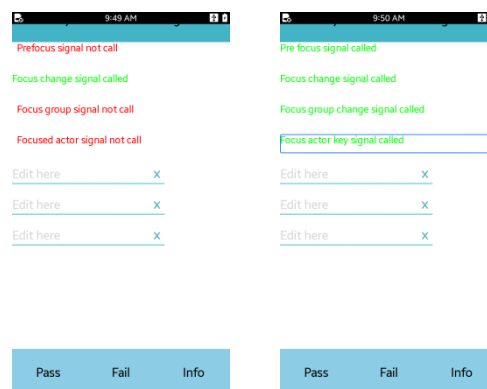 9:49 AM
Prefocus signal not call
Focus change signal called
Focus group signal not call
Focused actor signal not call
Edit here x
Edit here x
Edit here x
Pass Fail Info
9:50 AM
Pre focus signal called
Focus change signal called
Focus group change signal called
Focus actor key signal called
Edit here x
Edit here x
Edit here x
Pass Fail Info